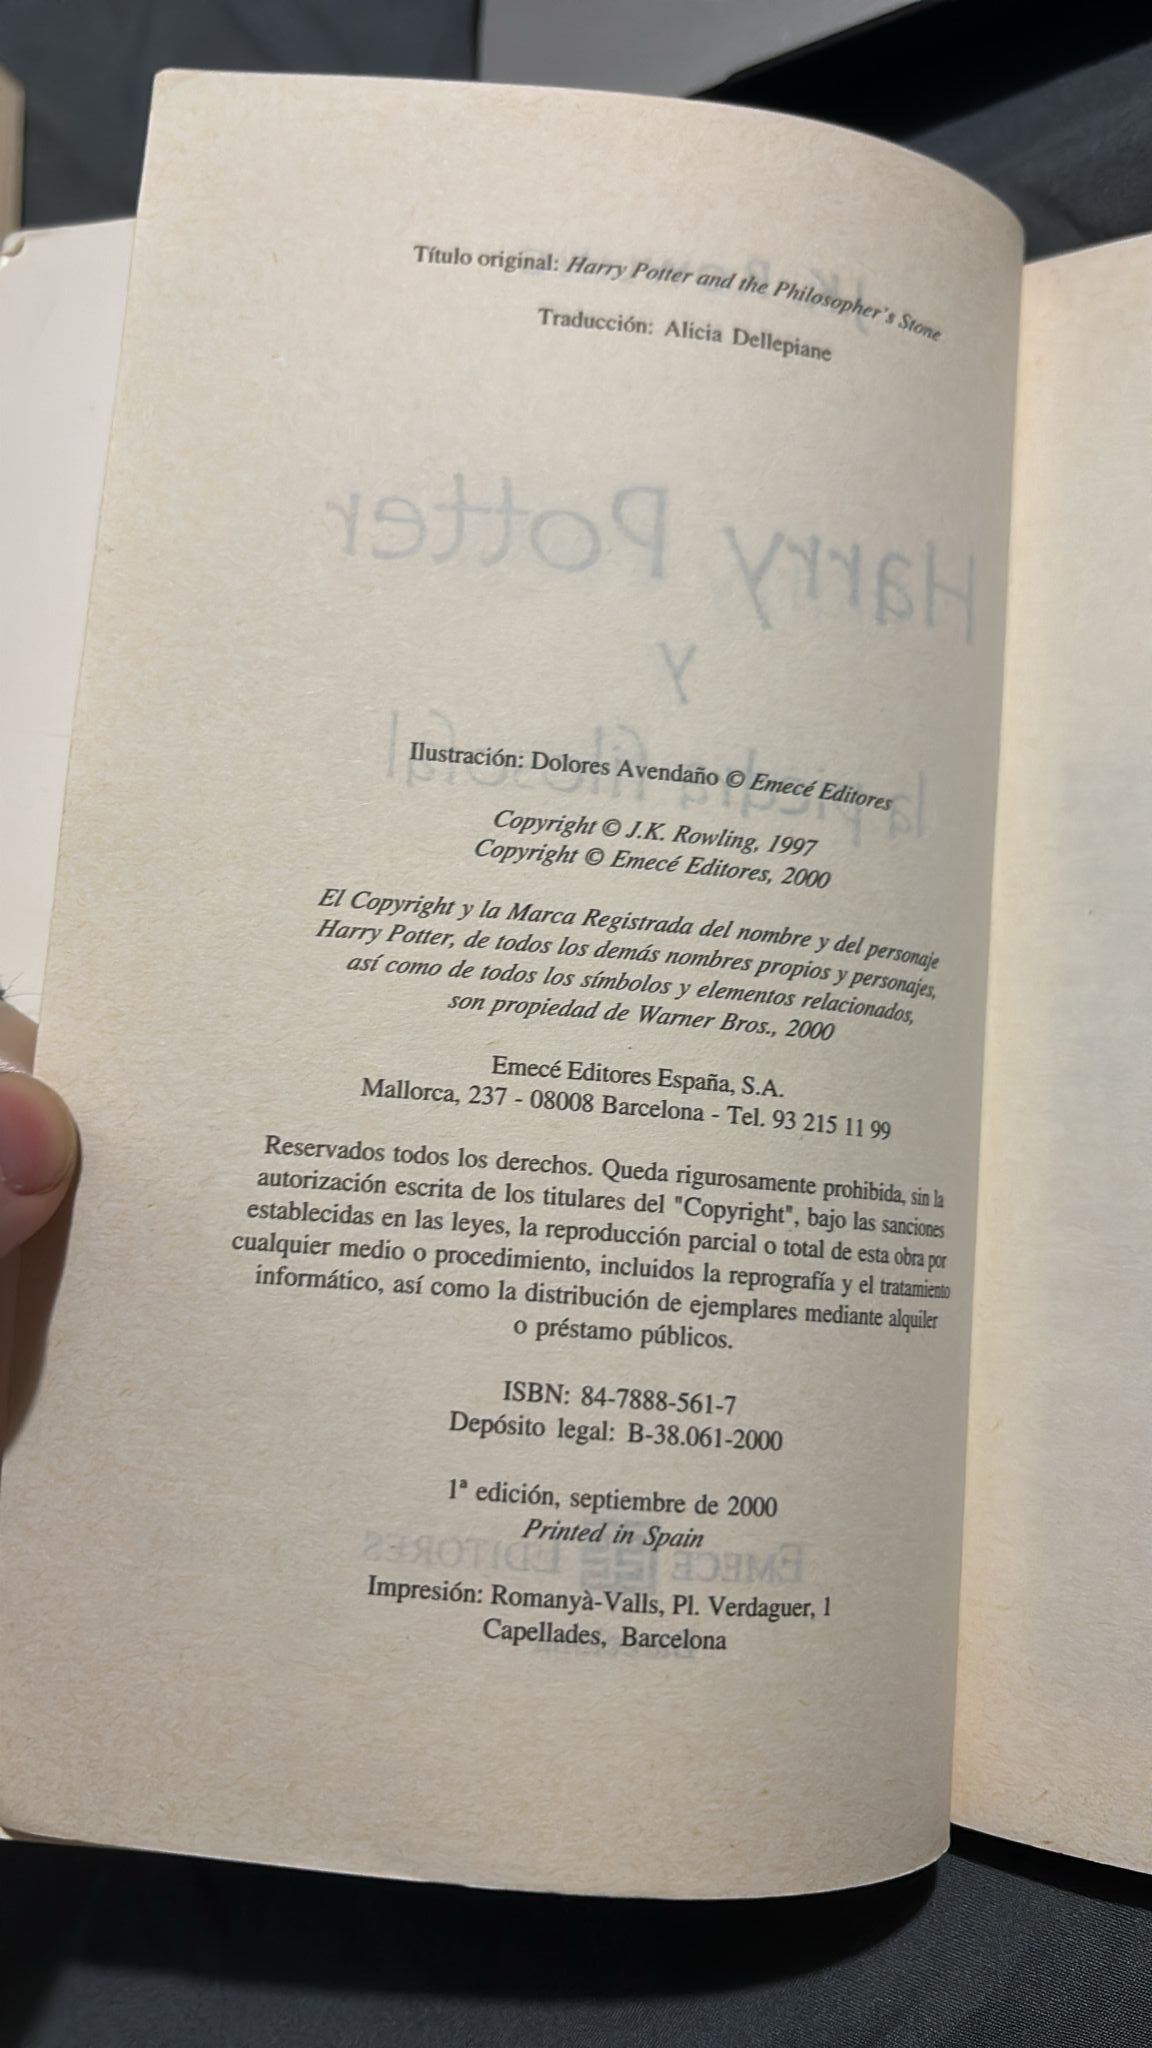 Título original: Harry Potter and the Philosopher's Stone
Traducción: Alicia Dellepiane
Harry Potter
y
la piedra filosofal
Ilustración: Dolores Avendaño © Emecé Editores
Copyright © J.K. Rowling, 1997
Copyright © Emecé Editores, 2000
El Copyright y la Marca Registrada del nombre y del personaje
Harry Potter, de todos los demás nombres propios y personajes,
así como de todos los símbolos y elementos relacionados,
son propiedad de Warner Bros., 2000
Emecé Editores España, S.A.
Mallorca, 237 - 08008 Barcelona - Tel. 93 215 11 99
Reservados todos los derechos. Queda rigurosamente prohibida, sin la
autorización escrita de los titulares del "Copyright", bajo las sanciones
establecidas en las leyes, la reproducción parcial o total de esta obra por
cualquier medio o procedimiento, incluidos la reprografía y el tratamiento
informático, así como la distribución de ejemplares mediante alquiler
o préstamo públicos.
ISBN: 84-7888-561-7
Depósito legal: B-38.061-2000
1ª edición, septiembre de 2000
Printed in Spain
EMECÉ EDITORES
Impresión: Romanyà-Valls, Pl. Verdaguer, 1
Capellades, Barcelona